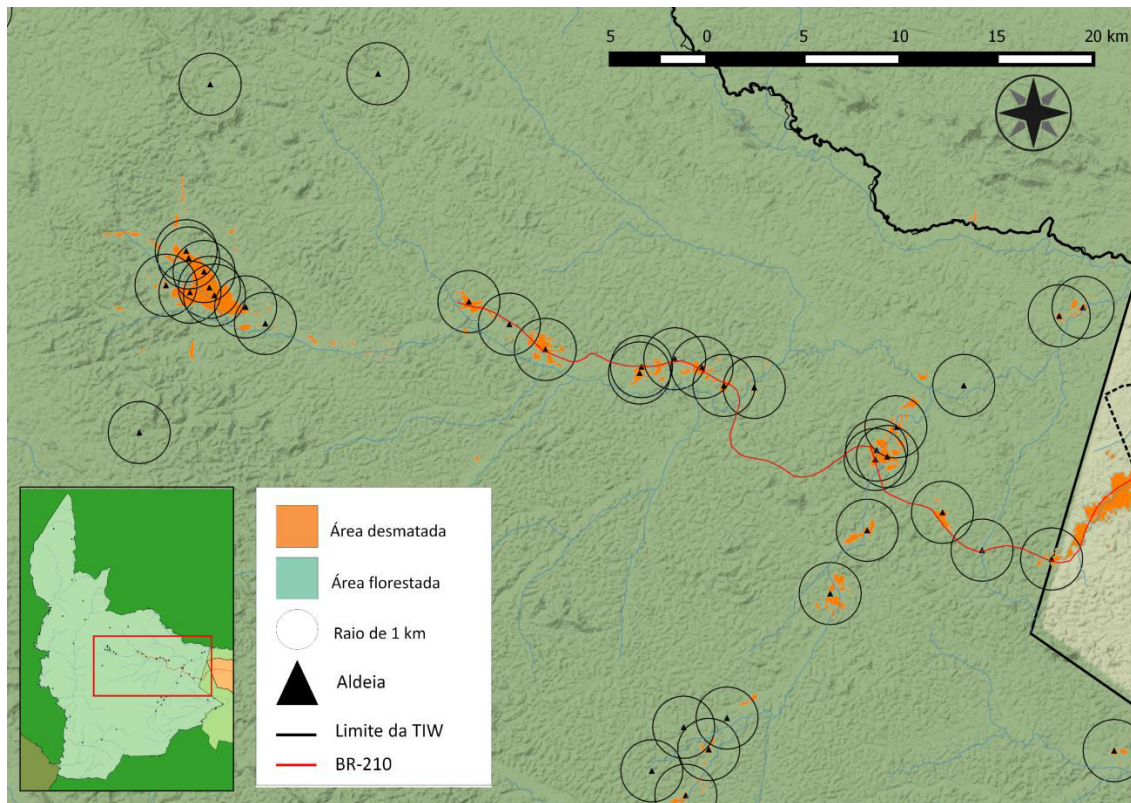 5 0 5 10 15 20 km
Área desmatada
Área florestada
Raio de 1 km
Aldeia
Limite da TIW
BR-210